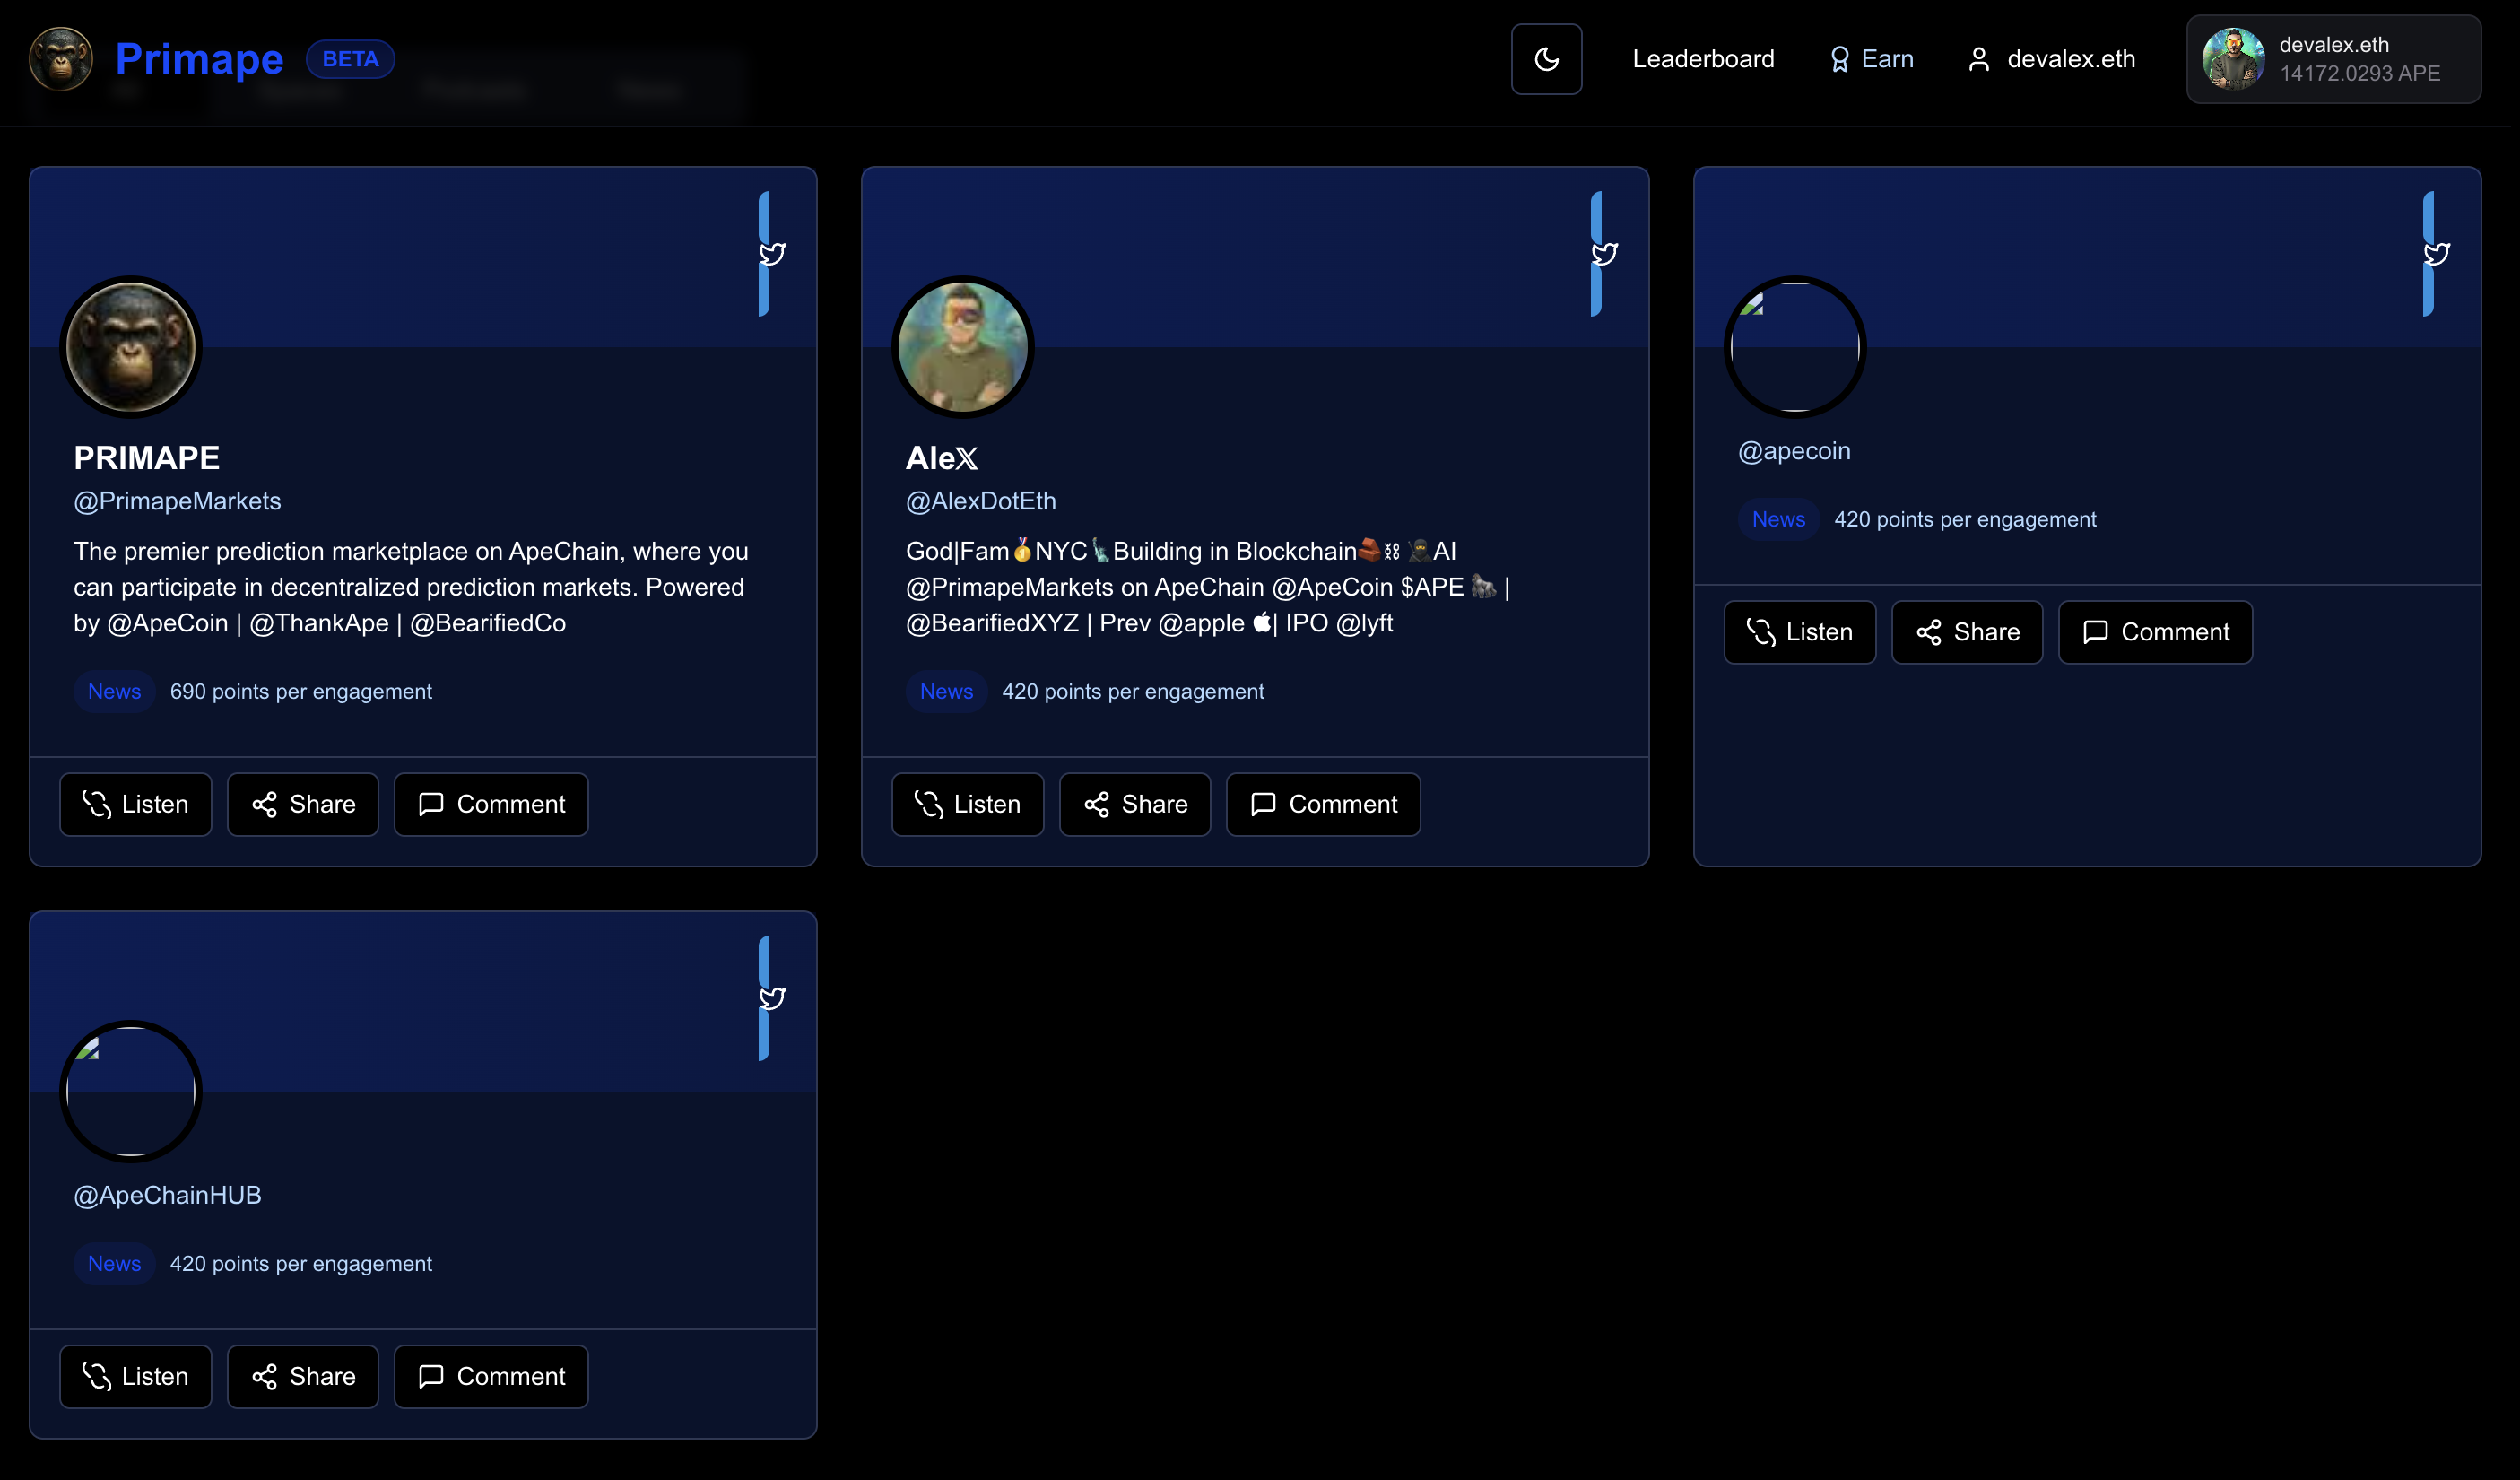 Primape BETA
Leaderboard
Earn
devalex.eth
devalex.eth
14172.0293 APE
PRIMAPE
@PrimapeMarkets
The premier prediction marketplace on ApeChain, where you
can participate in decentralized prediction markets. Powered
by @ApeCoin | @ThankApe | @BearifiedCo
News 690 points per engagement
Listen Share Comment
Ale𝕏
@AlexDotEth
God|Fam🥇NYC🗽Building in Blockchain🧱⛓️ 🥷AI
@PrimapeMarkets on ApeChain @ApeCoin $APE 🦍 |
@BearifiedXYZ | Prev @apple | IPO @lyft
News 420 points per engagement
Listen Share Comment
@apecoin
News 420 points per engagement
Listen Share Comment
@ApeChainHUB
News 420 points per engagement
Listen Share Comment